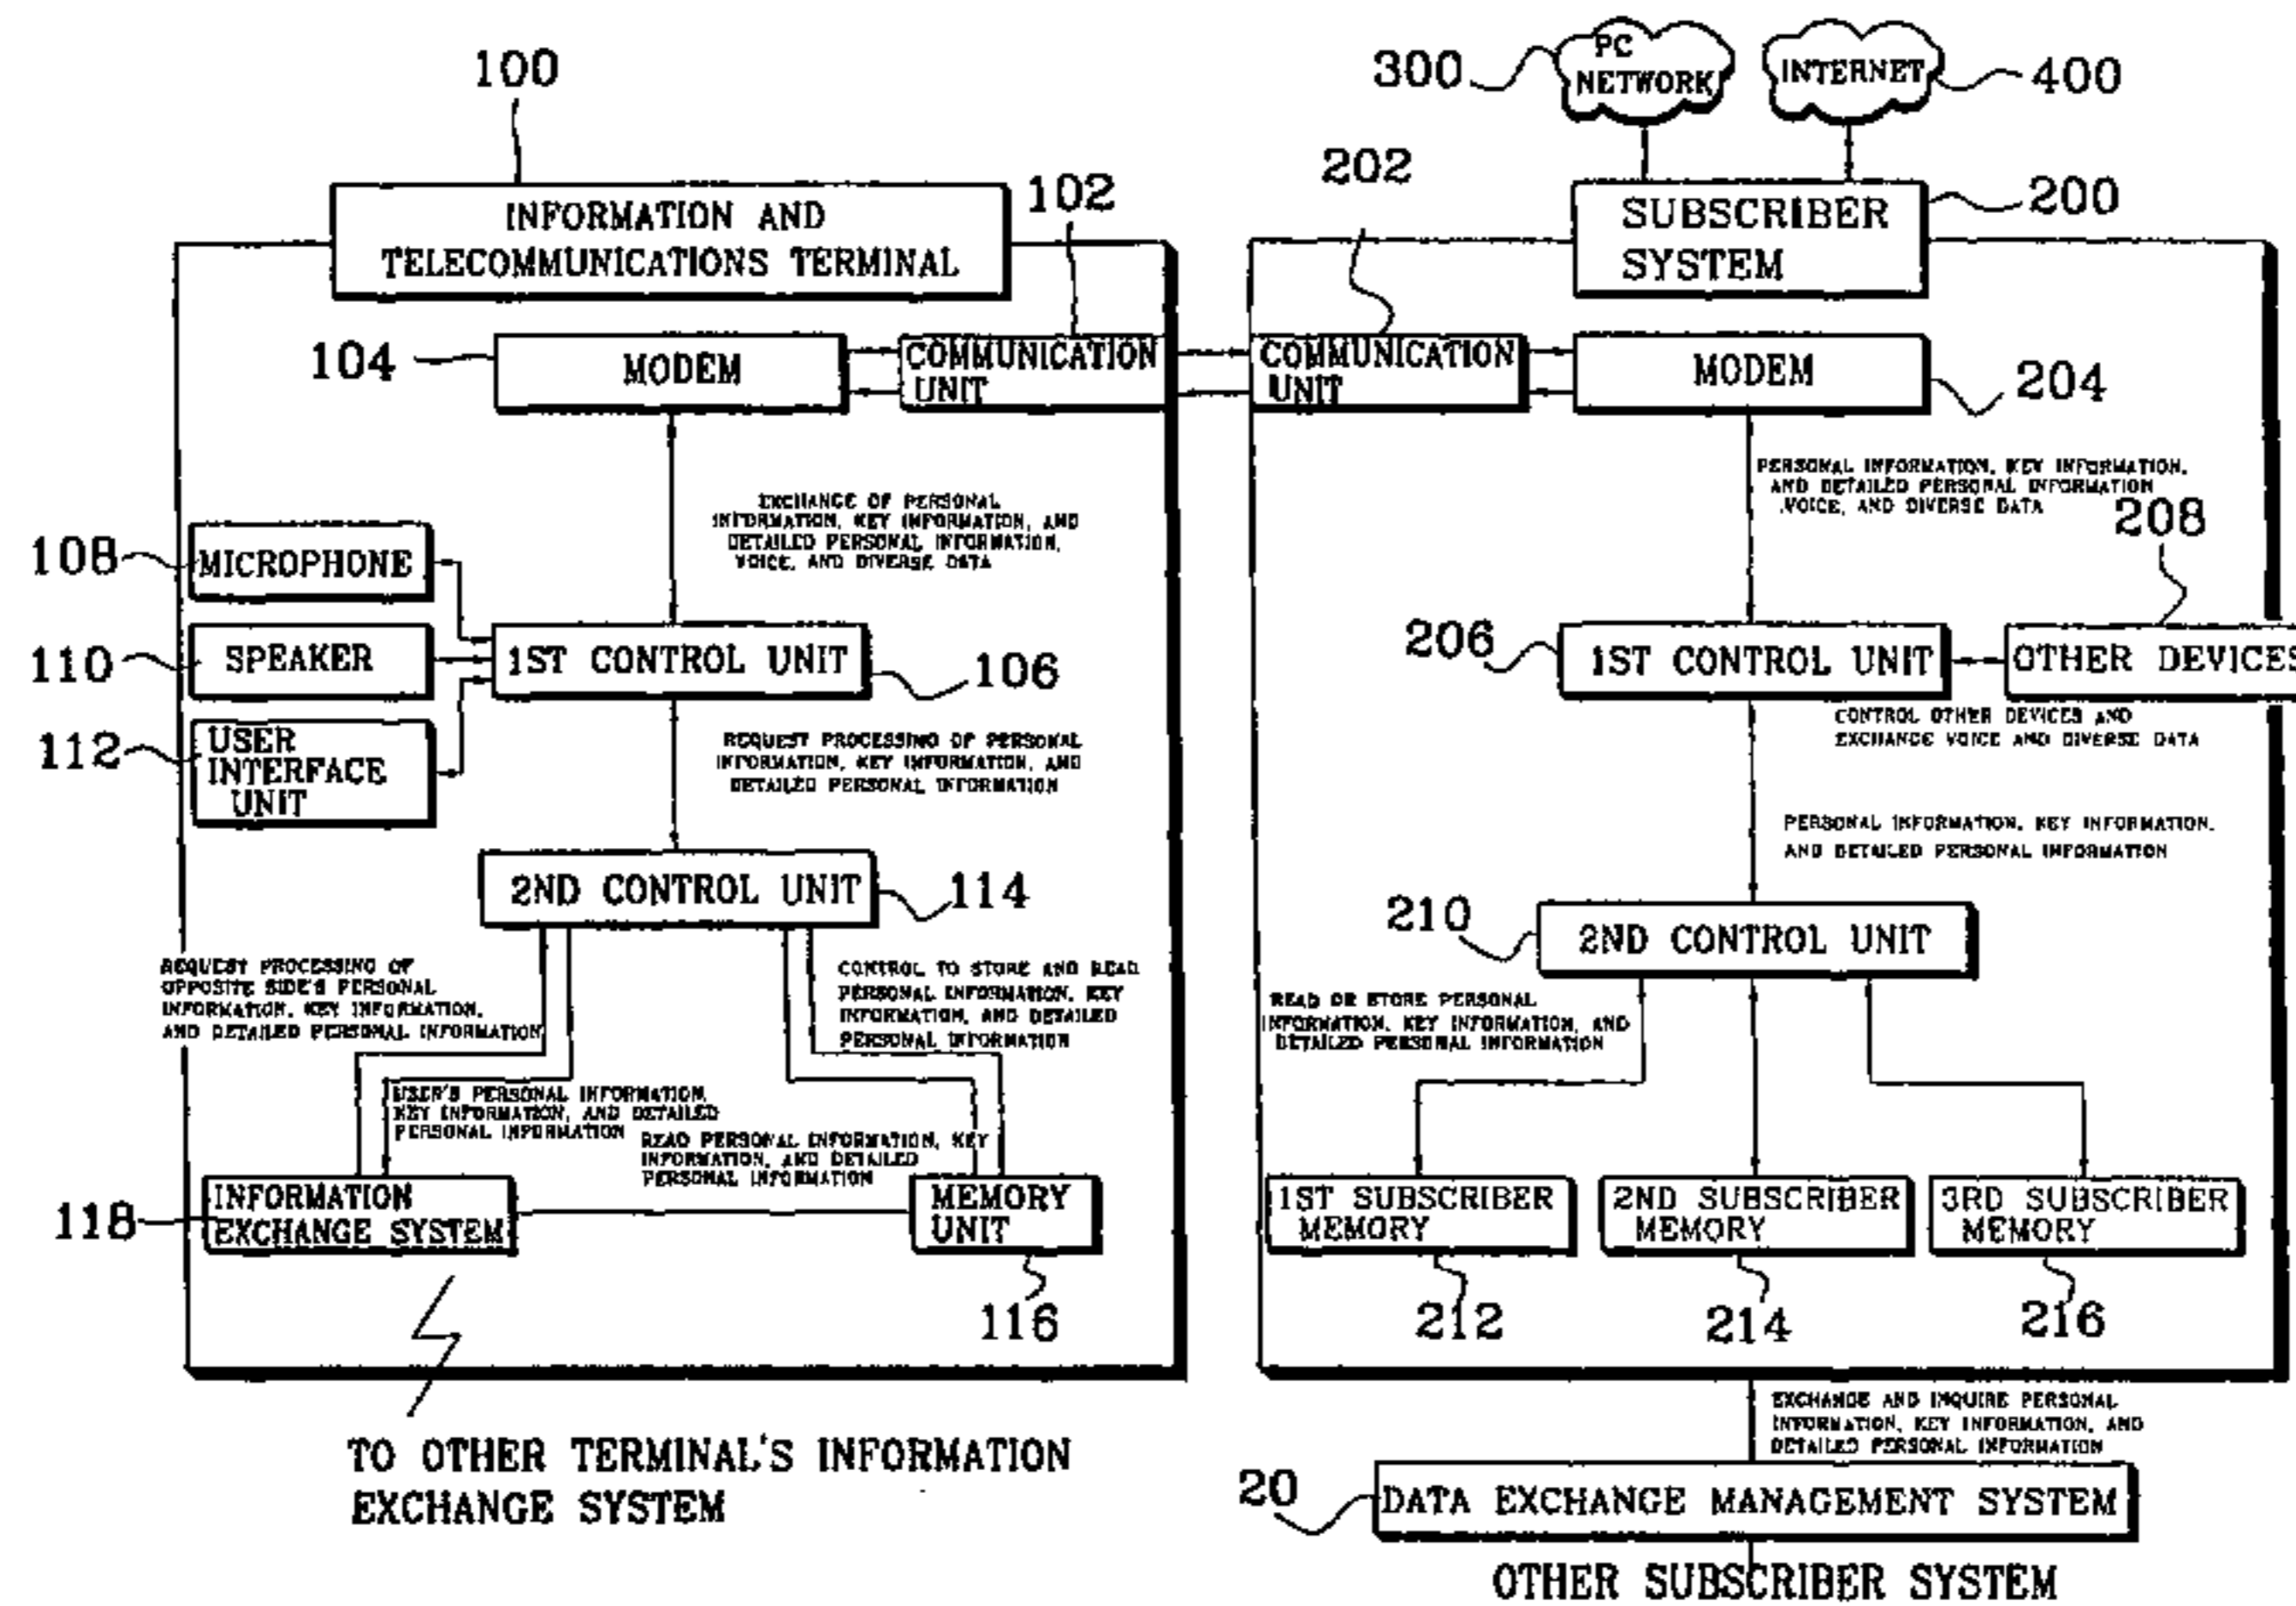 100
INFORMATION AND
TELECOMMUNICATIONS TERMINAL
102
104
MODEM
COMMUNICATION
UNIT
EXCHANGE OF PERSONAL
INFORMATION, KEY INFORMATION, AND
DETAILED PERSONAL INFORMATION,
VOICE, AND DIVERSE DATA
108
MICROPHONE
110
SPEAKER
1ST CONTROL UNIT
106
112
USER
INTERFACE
UNIT
REQUEST PROCESSING OF PERSONAL
INFORMATION, KEY INFORMATION, AND
DETAILED PERSONAL INFORMATION
2ND CONTROL UNIT
114
REQUEST PROCESSING OF
OPPOSITE SIDE'S PERSONAL
INFORMATION, KEY INFORMATION,
AND DETAILED PERSONAL INFORMATION
CONTROL TO STORE AND READ
PERSONAL INFORMATION, KEY
INFORMATION, AND DETAILED
PERSONAL INFORMATION
USER'S PERSONAL INFORMATION,
KEY INFORMATION, AND DETAILED
PERSONAL INFORMATION
READ PERSONAL INFORMATION, KEY
INFORMATION, AND DETAILED
PERSONAL INFORMATION
118
INFORMATION
EXCHANGE SYSTEM
MEMORY
UNIT
116
TO OTHER TERMINAL'S INFORMATION
EXCHANGE SYSTEM
300
PC
NETWORK
INTERNET
400
202
SUBSCRIBER
SYSTEM
200
COMMUNICATION
UNIT
MODEM
204
PERSONAL INFORMATION, KEY INFORMATION,
AND DETAILED PERSONAL INFORMATION
,VOICE, AND DIVERSE DATA
208
206
1ST CONTROL UNIT
OTHER DEVICES
CONTROL OTHER DEVICES AND
EXCHANGE VOICE AND DIVERSE DATA
PERSONAL INFORMATION, KEY INFORMATION,
AND DETAILED PERSONAL INFORMATION
210
2ND CONTROL UNIT
READ OR STORE PERSONAL
INFORMATION, KEY INFORMATION, AND
DETAILED PERSONAL INFORMATION
1ST SUBSCRIBER
MEMORY
2ND SUBSCRIBER
MEMORY
3RD SUBSCRIBER
MEMORY
212
214
216
EXCHANGE AND INQUIRE PERSONAL
INFORMATION, KEY INFORMATION, AND
DETAILED PERSONAL INFORMATION
20
DATA EXCHANGE MANAGEMENT SYSTEM
OTHER SUBSCRIBER SYSTEM